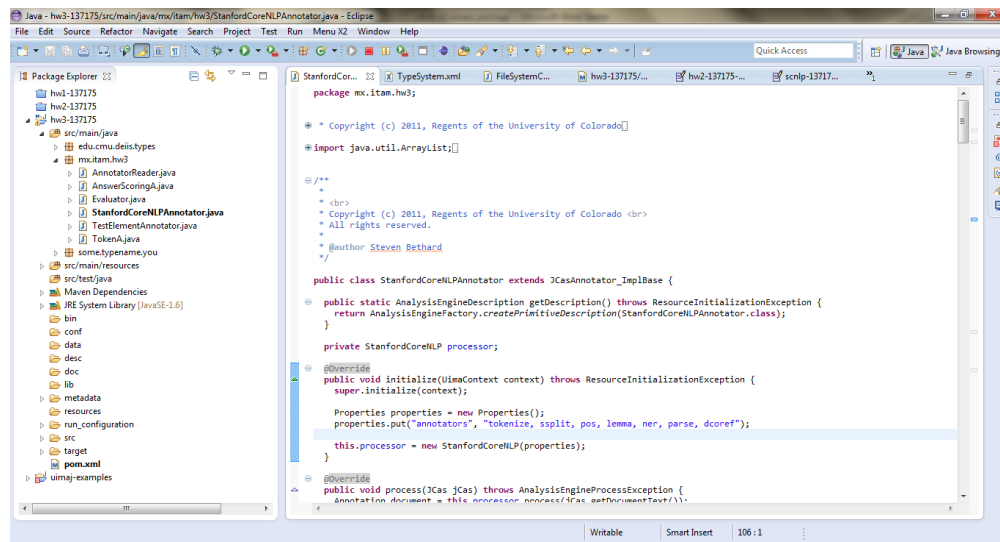 Java - hw3-137175/src/main/java/mx/itam/hw3/StanfordCoreNLPAnnotator.java - Eclipse
File Edit Source Refactor Navigate Search Project Test Run Menu X2 Window Help
Quick Access
Java
Java Browsing
Package Explorer
hw1-137175
hw2-137175
hw3-137175
src/main/java
edu.cmu.deiis.types
mx.itam.hw3
AnnotatorReader.java
AnswerScoringA.java
Evaluator.java
StanfordCoreNLPAnnotator.java
TestElementAnnotator.java
TokenA.java
some.typename.you
src/main/resources
src/test/java
Maven Dependencies
JRE System Library [JavaSE-1.6]
bin
conf
data
desc
doc
lib
metadata
resources
run_configuration
src
target
pom.xml
uimaj-examples
StanfordCor... TypeSystem.xml FileSystemC... hw3-137175/... hw2-137175-... scnlp-13717... »1
package mx.itam.hw3;
* Copyright (c) 2011, Regents of the University of Colorado
import java.util.ArrayList;
/**
*
* <br>
* Copyright (c) 2011, Regents of the University of Colorado <br>
* All rights reserved.
*
* @author Steven Bethard
*/
public class StanfordCoreNLPAnnotator extends JCasAnnotator_ImplBase {
public static AnalysisEngineDescription getDescription() throws ResourceInitializationException {
return AnalysisEngineFactory.createPrimitiveDescription(StanfordCoreNLPAnnotator.class);
}
private StanfordCoreNLP processor;
@Override
public void initialize(UimaContext context) throws ResourceInitializationException {
super.initialize(context);
Properties properties = new Properties();
properties.put("annotators", "tokenize, ssplit, pos, lemma, ner, parse, dcoref");
this.processor = new StanfordCoreNLP(properties);
}
@Override
public void process(JCas jCas) throws AnalysisEngineProcessException {
Annotation document = this.processor.process(jCas.getDocumentText());
Writable
Smart Insert
106 : 1